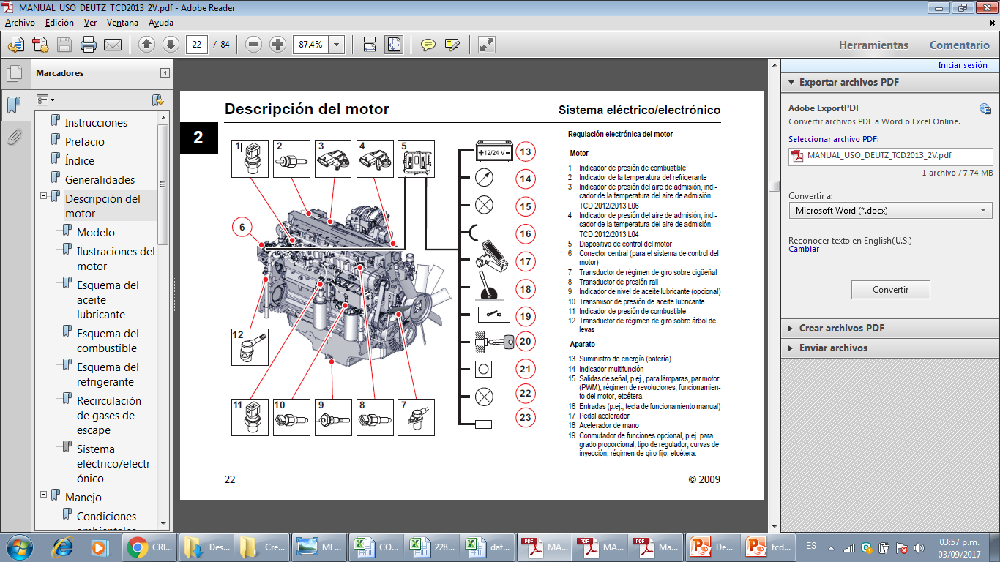 MANUAL_USO_DEUTZ_TCD2013_2V.pdf - Adobe Reader
Archivo Edición Ver Ventana Ayuda
22 / 84 87.4% Herramientas Comentario
Marcadores
Instrucciones
Prefacio
Índice
Generalidades
Descripción del
motor
Modelo
Ilustraciones del
motor
Esquema del
aceite
lubricante
Esquema del
combustible
Esquema del
refrigerante
Recirculación
de gases de
escape
Sistema
eléctrico/electr
ónico
Manejo
Condiciones
ambientales
Descripción del motor
Sistema eléctrico/electrónico
2
1
2
3
4
5
6
12
11
10
9
8
7
+12/24 V -
13
14
15
16
17
18
19
20
21
22
23
Regulación electrónica del motor
Motor
1 Indicador de presión de combustible
2 Indicador de la temperatura del refrigerante
3 Indicador de presión del aire de admisión, indi-
cador de la temperatura del aire de admisión
TCD 2012/2013 L06
4 Indicador de presión del aire de admisión, indi-
cador de la temperatura del aire de admisión
TCD 2012/2013 L04
5 Dispositivo de control del motor
6 Conector central (para el sistema de control del
motor)
7 Transductor de régimen de giro sobre cigüeñal
8 Transductor de presión rail
9 Indicador de nivel de aceite lubricante (opcional)
10 Transmisor de presión de aceite lubricante
11 Indicador de presión de combustible
12 Transductor de régimen de giro sobre árbol de
levas
Aparato
13 Suministro de energía (batería)
14 Indicador multifunción
15 Salidas de señal, p.ej., para lámparas, par motor
(PWM), régimen de revoluciones, funcionamien-
to del motor, etcétera.
16 Entradas (p.ej., tecla de funcionamiento manual)
17 Pedal acelerador
18 Acelerador de mano
19 Conmutador de funciones opcional, p.ej. para
grado proporcional, tipo de regulador, curvas de
inyección, régimen de giro fijo, etcétera.
22
© 2009
Iniciar sesión
Exportar archivos PDF
Adobe ExportPDF
Convertir archivos PDF a Word o Excel Online.
Seleccionar archivo PDF:
MANUAL_USO_DEUTZ_TCD2013_2V.pdf
1 archivo / 7.74 MB
Convertir a:
Microsoft Word (*.docx)
Reconocer texto en English(U.S.)
Cambiar
Convertir
Crear archivos PDF
Enviar archivos
CRI... Des... Cre... ME... CO... 228... dat... MA... MA... Ma... De... tcd... ES
03:57 p.m.
03/09/2017